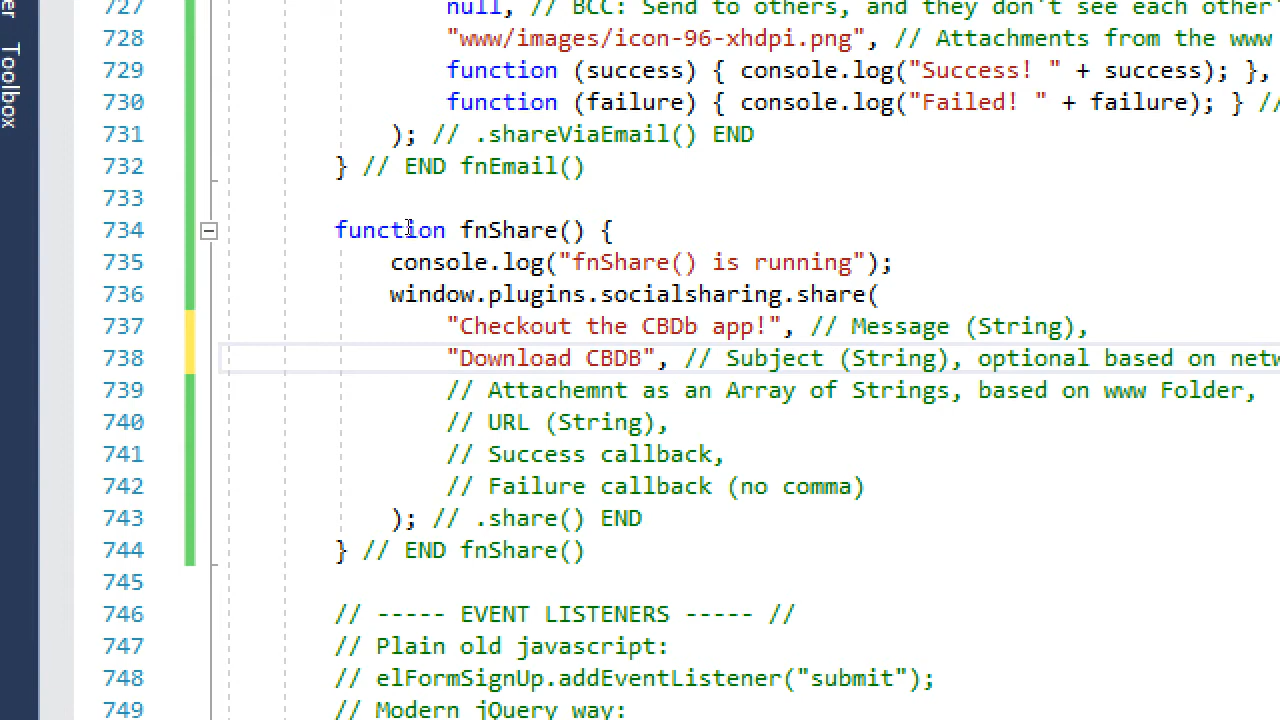 er Toolbox
727 null, // BCC: Send to others, and they don't see each other'
728 "www/images/icon-96-xhdpi.png", // Attachments from the www
729 function (success) { console.log("Success! " + success); },
730 function (failure) { console.log("Failed! " + failure); } //
731 ); // .shareViaEmail() END
732 } // END fnEmail()
733
734 function fnShare() {
735 console.log("fnShare() is running");
736 window.plugins.socialsharing.share(
737 "Checkout the CBDb app!", // Message (String),
738 "Download CBDB", // Subject (String), optional based on netw
739 // Attachemnt as an Array of Strings, based on www Folder,
740 // URL (String),
741 // Success callback,
742 // Failure callback (no comma)
743 ); // .share() END
744 } // END fnShare()
745
746 // ----- EVENT LISTENERS ----- //
747 // Plain old javascript:
748 // elFormSignUp.addEventListener("submit");
749 // Modern jQuery way: